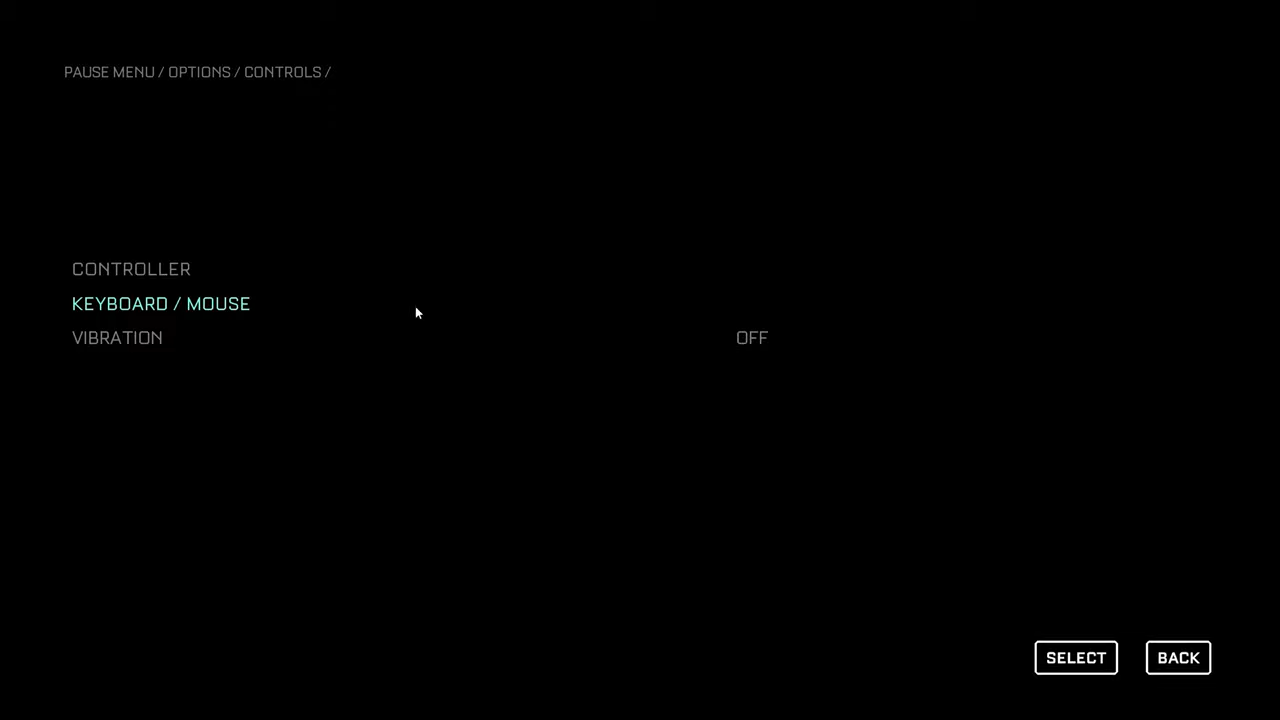 PAUSE MENU / OPTIONS / CONTROLS /
CONTROLLER
KEYBOARD / MOUSE
VIBRATION OFF
SELECT BACK